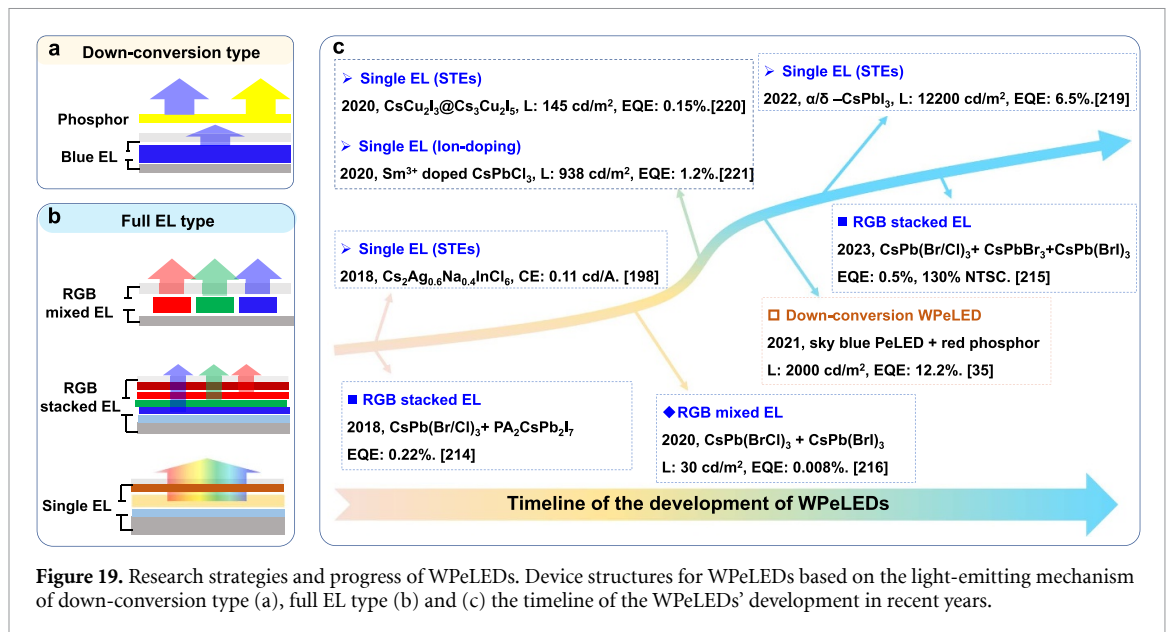 a
Down-conversion type
Phosphor
Blue EL
b
Full EL type
RGB
mixed EL
RGB
stacked EL
Single EL
c
➢ Single EL (STEs)
2020, CsCu₂I₃@Cs₃Cu₂I₅, L: 145 cd/m², EQE: 0.15%.[220]
➢ Single EL (Ion-doping)
2020, Sm³⁺ doped CsPbCl₃, L: 938 cd/m², EQE: 1.2%.[221]
➢ Single EL (STEs)
2022, α/δ –CsPbI₃, L: 12200 cd/m², EQE: 6.5%.[219]
➢ Single EL (STEs)
2018, Cs₂Ag₀.₆Na₀.₄InCl₆, CE: 0.11 cd/A. [198]
■ RGB stacked EL
2023, CsPb(Br/Cl)₃+ CsPbBr₃+CsPb(BrI)₃
EQE: 0.5%, 130% NTSC. [215]
□ Down-conversion WPeLED
2021, sky blue PeLED + red phosphor
L: 2000 cd/m², EQE: 12.2%. [35]
■ RGB stacked EL
2018, CsPb(Br/Cl)₃+ PA₂CsPb₂I₇
EQE: 0.22%. [214]
◆RGB mixed EL
2020, CsPb(BrCl)₃ + CsPb(BrI)₃
L: 30 cd/m², EQE: 0.008%. [216]
Timeline of the development of WPeLEDs
Figure 19. Research strategies and progress of WPeLEDs. Device structures for WPeLEDs based on the light-emitting mechanism
of down-conversion type (a), full EL type (b) and (c) the timeline of the WPeLEDs' development in recent years.